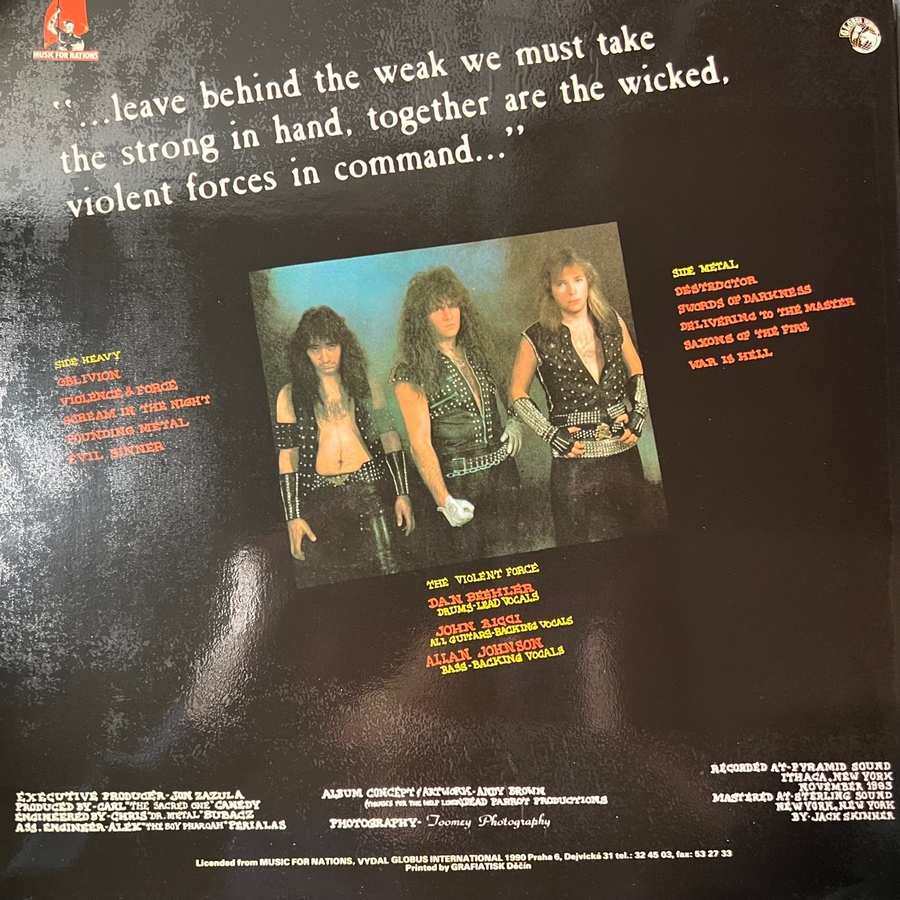 MUSIC FOR NATIONS
"...leave behind the weak we must take
the strong in hand, together are the wicked,
violent forces in command..."
SIDE HEAVY
OBLIVION
VIOLENCE & FORCE
SCREAM IN THE NIGHT
POUNDING METAL
EVIL SINNER
SIDE METAL
DESTRUCTOR
SWORDS OF DARKNESS
DELIVERING TO THE MASTER
SAXONS OF THE FIRE
WAR IS HELL
THE VIOLENT FORCE
DAN BEEHLER
DRUMS-LEAD VOCALS
JOHN RICCI
ALL GUITARS-BACKING VOCALS
ALLAN JOHNSON
BASS-BACKING VOCALS
EXECUTIVE PRODUCER-JON ZAZULA
PRODUCED BY-CARL "THE SACRED ONE" CANEDY
ENGINEERED BY-CHRIS "DR. METAL" BUBACZ
ASS. ENGINEER-ALEX "THE BOY PHAROAH" PERIALAS
ALBUM CONCEPT/ARTWORK-ANDY BROWN
(THANKS FOR THE HELP LORI)DEAD PARROT PRODUCTIONS
PHOTOGRAPHY- Toomey Photography
RECORDED AT-PYRAMID SOUND
ITHACA, NEW YORK
NOVEMBER 1983
MASTERED AT-STERLING SOUND
NEW YORK, NEW YORK
BY-JACK SKINNER
Licensed from MUSIC FOR NATIONS, VYDAL GLOBUS INTERNATIONAL 1990 Praha 6, Dejvická 31 tel.: 32 45 03, fax: 53 27 33
Printed by GRAFIATISK Děčín